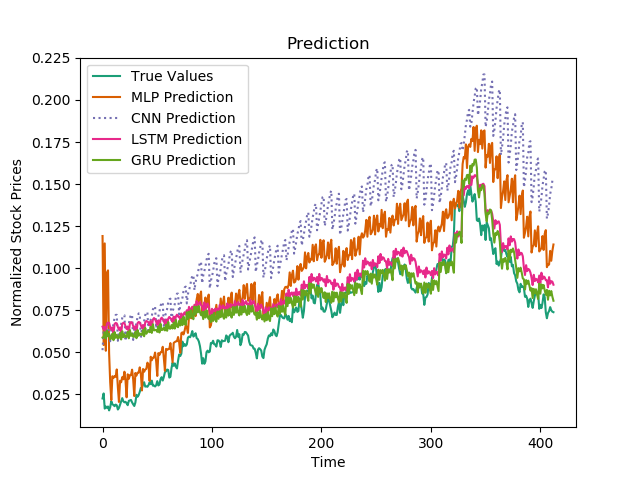 Prediction
0.225
0.200
0.175
0.150
0.125
0.100
0.075
0.050
0.025
Normalized Stock Prices
True Values
MLP Prediction
CNN Prediction
LSTM Prediction
GRU Prediction
0 100 200 300 400
Time